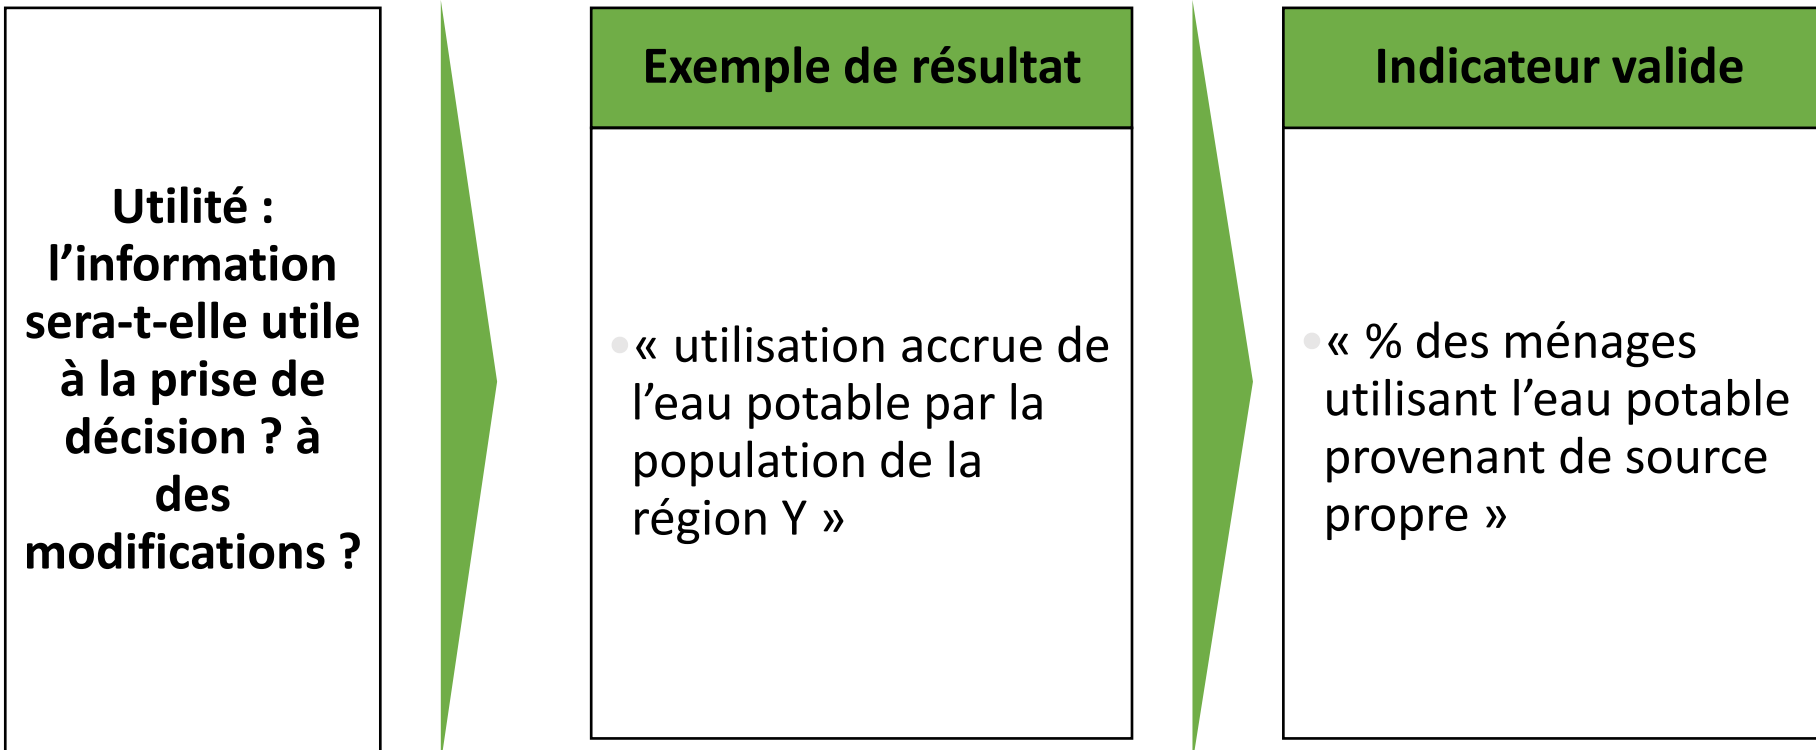 Utilité :
l’information
sera-t-elle utile
à la prise de
décision ? à
des
modifications ?
Exemple de résultat
•« utilisation accrue de
l’eau potable par la
population de la
région Y »
Indicateur valide
•« % des ménages
utilisant l’eau potable
provenant de source
propre »